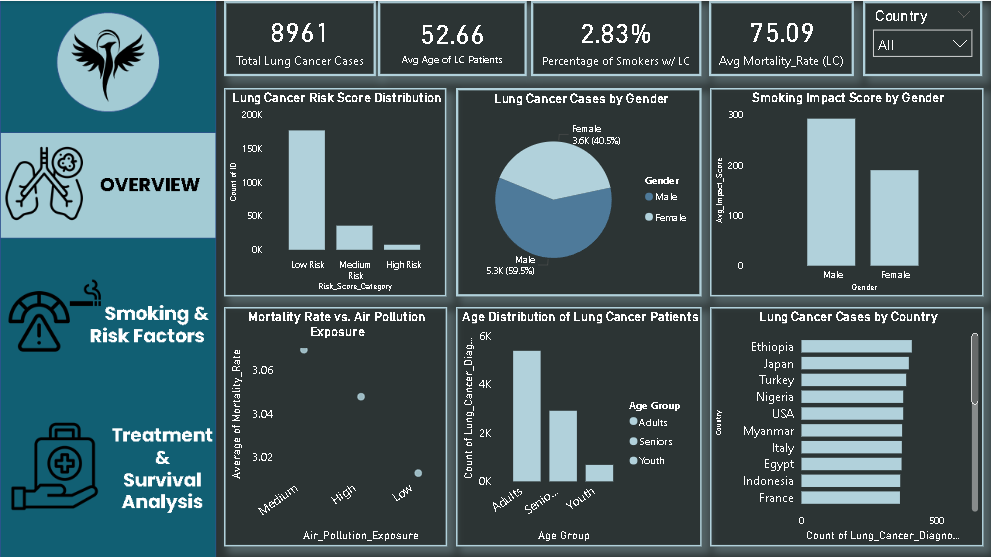 8961
Total Lung Cancer Cases
52.66
Avg Age of LC Patients
2.83%
Percentage of Smokers w/ LC
75.09
Avg Mortality_Rate (LC)
Country
All
OVERVIEW
Smoking &
Risk Factors
Treatment
&
Survival
Analysis
Lung Cancer Risk Score Distribution
Count of ID
200K
150K
100K
50K
0K
Low Risk
Medium
Risk
High Risk
Risk_Score_Category
Lung Cancer Cases by Gender
Female
3.6K (40.5%)
Male
5.3K (59.5%)
Gender
Male
Female
Smoking Impact Score by Gender
Avg_Impact_Score
300
200
100
0
Male
Female
Gender
Mortality Rate vs. Air Pollution
Exposure
Average of Mortality_Rate
3.06
3.04
3.02
Medium
High
Low
Air_Pollution_Exposure
Age Distribution of Lung Cancer Patients
Count of Lung_Cancer_Diag...
6K
4K
2K
0K
Adults
Senio...
Youth
Age Group
Age Group
Adults
Seniors
Youth
Lung Cancer Cases by Country
Country
Ethiopia
Japan
Turkey
Nigeria
USA
Myanmar
Italy
Egypt
Indonesia
France
0
500
Count of Lung_Cancer_Diagno...